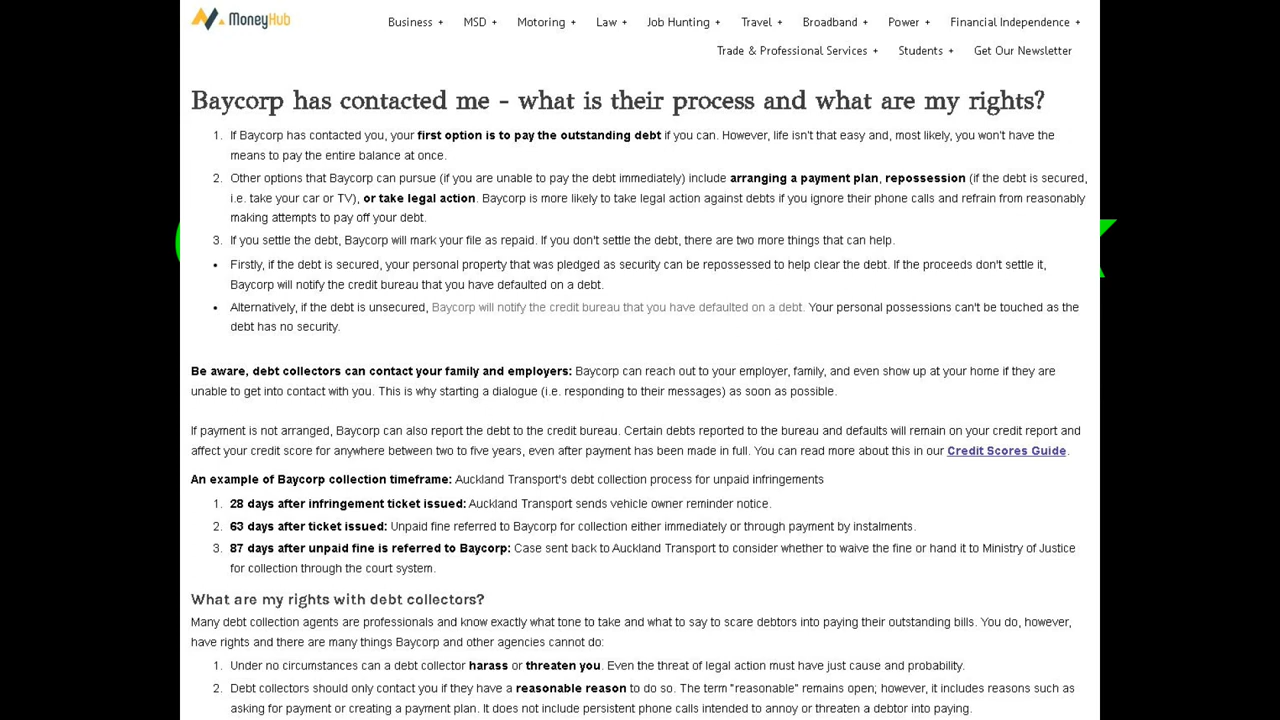 MoneyHub
Business + MSD + Motoring + Law + Job Hunting + Travel + Broadband + Power + Financial Independence +
Trade & Professional Services + Students + Get Our Newsletter
Baycorp has contacted me - what is their process and what are my rights?
1. If Baycorp has contacted you, your first option is to pay the outstanding debt if you can. However, life isn't that easy and, most likely, you won't have the
means to pay the entire balance at once.
2. Other options that Baycorp can pursue (if you are unable to pay the debt immediately) include arranging a payment plan, repossession (if the debt is secured,
i.e. take your car or TV), or take legal action. Baycorp is more likely to take legal action against debts if you ignore their phone calls and refrain from reasonably
making attempts to pay off your debt.
3. If you settle the debt, Baycorp will mark your file as repaid. If you don't settle the debt, there are two more things that can help.
• Firstly, if the debt is secured, your personal property that was pledged as security can be repossessed to help clear the debt. If the proceeds don't settle it,
Baycorp will notify the credit bureau that you have defaulted on a debt.
• Alternatively, if the debt is unsecured, Baycorp will notify the credit bureau that you have defaulted on a debt. Your personal possessions can't be touched as the
debt has no security.
Be aware, debt collectors can contact your family and employers: Baycorp can reach out to your employer, family, and even show up at your home if they are
unable to get into contact with you. This is why starting a dialogue (i.e. responding to their messages) as soon as possible.
If payment is not arranged, Baycorp can also report the debt to the credit bureau. Certain debts reported to the bureau and defaults will remain on your credit report and
affect your credit score for anywhere between two to five years, even after payment has been made in full. You can read more about this in our Credit Scores Guide.
An example of Baycorp collection timeframe: Auckland Transport's debt collection process for unpaid infringements
1. 28 days after infringement ticket issued: Auckland Transport sends vehicle owner reminder notice.
2. 63 days after ticket issued: Unpaid fine referred to Baycorp for collection either immediately or through payment by instalments.
3. 87 days after unpaid fine is referred to Baycorp: Case sent back to Auckland Transport to consider whether to waive the fine or hand it to Ministry of Justice
for collection through the court system.
What are my rights with debt collectors?
Many debt collection agents are professionals and know exactly what tone to take and what to say to scare debtors into paying their outstanding bills. You do, however,
have rights and there are many things Baycorp and other agencies cannot do:
1. Under no circumstances can a debt collector harass or threaten you. Even the threat of legal action must have just cause and probability.
2. Debt collectors should only contact you if they have a reasonable reason to do so. The term "reasonable" remains open; however, it includes reasons such as
asking for payment or creating a payment plan. It does not include persistent phone calls intended to annoy or threaten a debtor into paying.